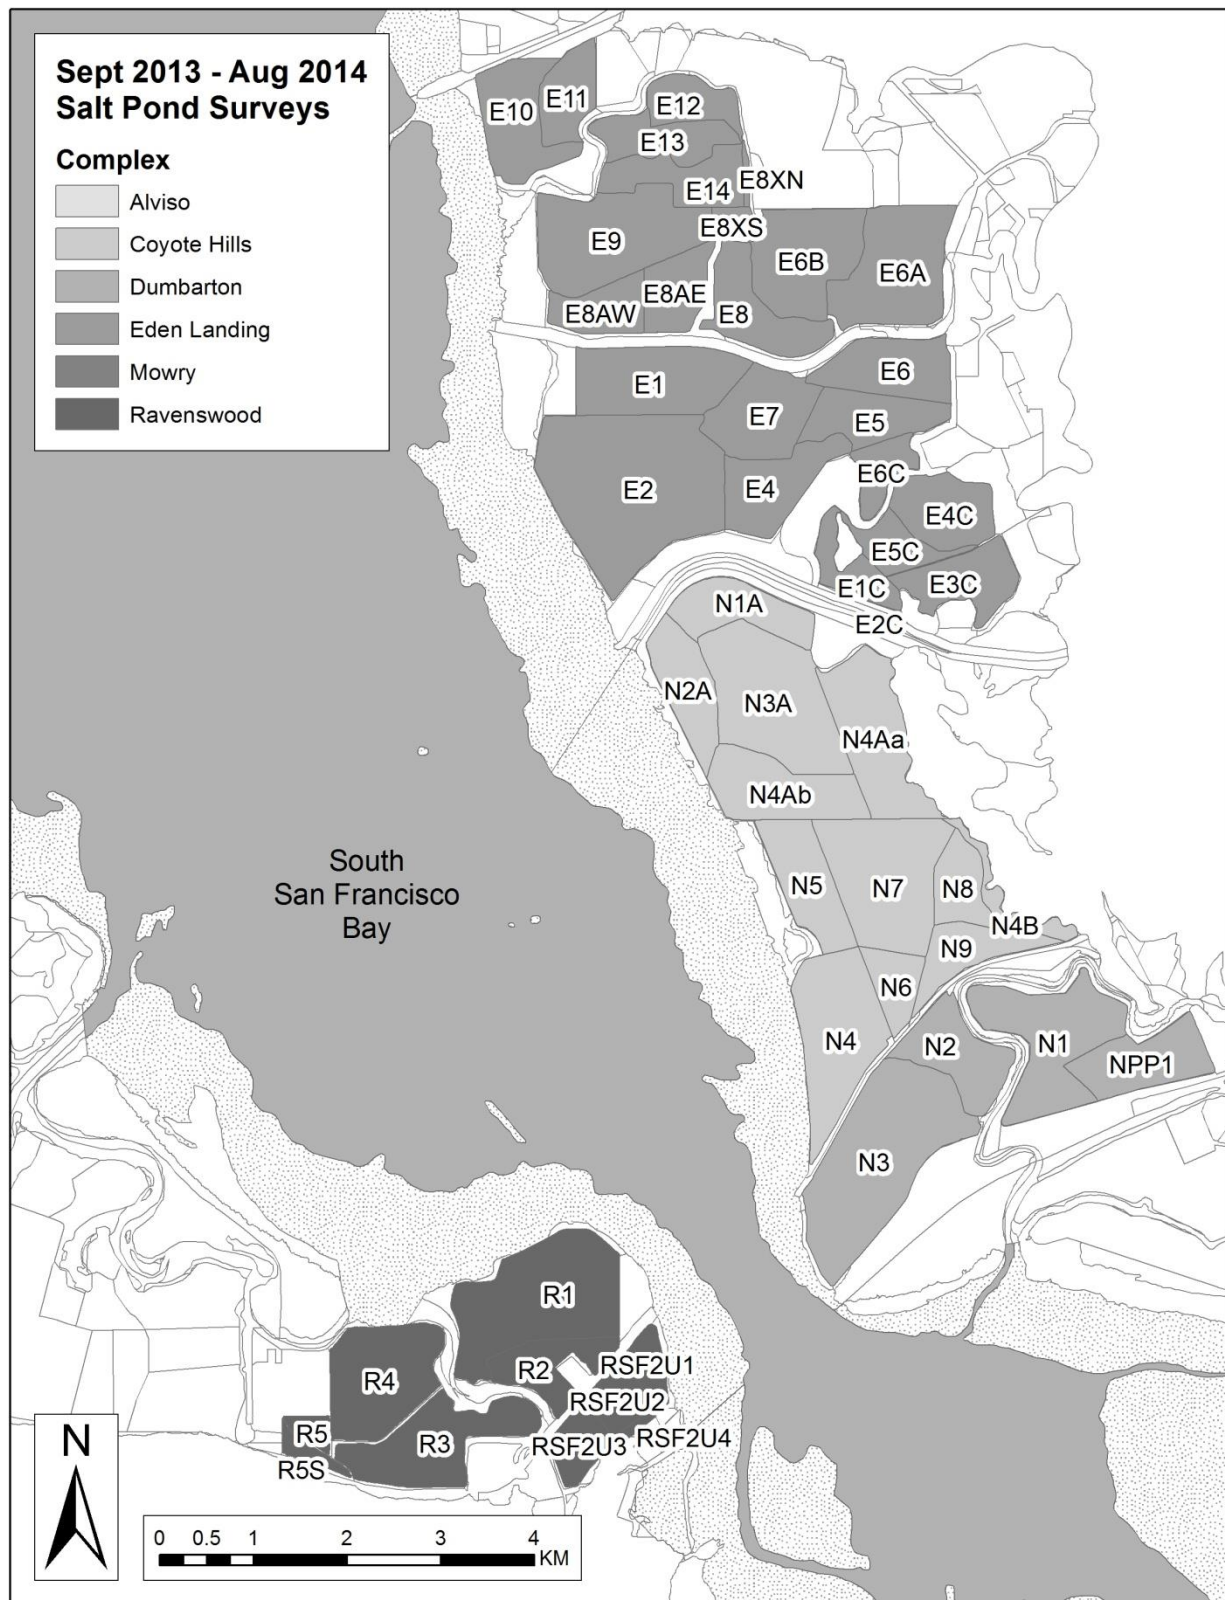 Sept 2013 - Aug 2014
Salt Pond Surveys
Complex
Alviso
Coyote Hills
Dumbarton
Eden Landing
Mowry
Ravenswood
E10
E11
E12
E13
E14
E8XN
E8XS
E9
E6B
E6A
E8AE
E8AW
E8
E1
E6
E7
E5
E2
E4
E6C
E4C
E5C
E1C
E3C
E2C
N1A
N2A
N3A
N4Aa
N4Ab
South
San Francisco
Bay
N5
N7
N8
N4B
N9
N6
N4
N2
N1
NPP1
N3
R1
R2
RSF2U1
R4
RSF2U2
R5
R3
RSF2U3
RSF2U4
R5S
N
0 0.5 1 2 3 4
KM